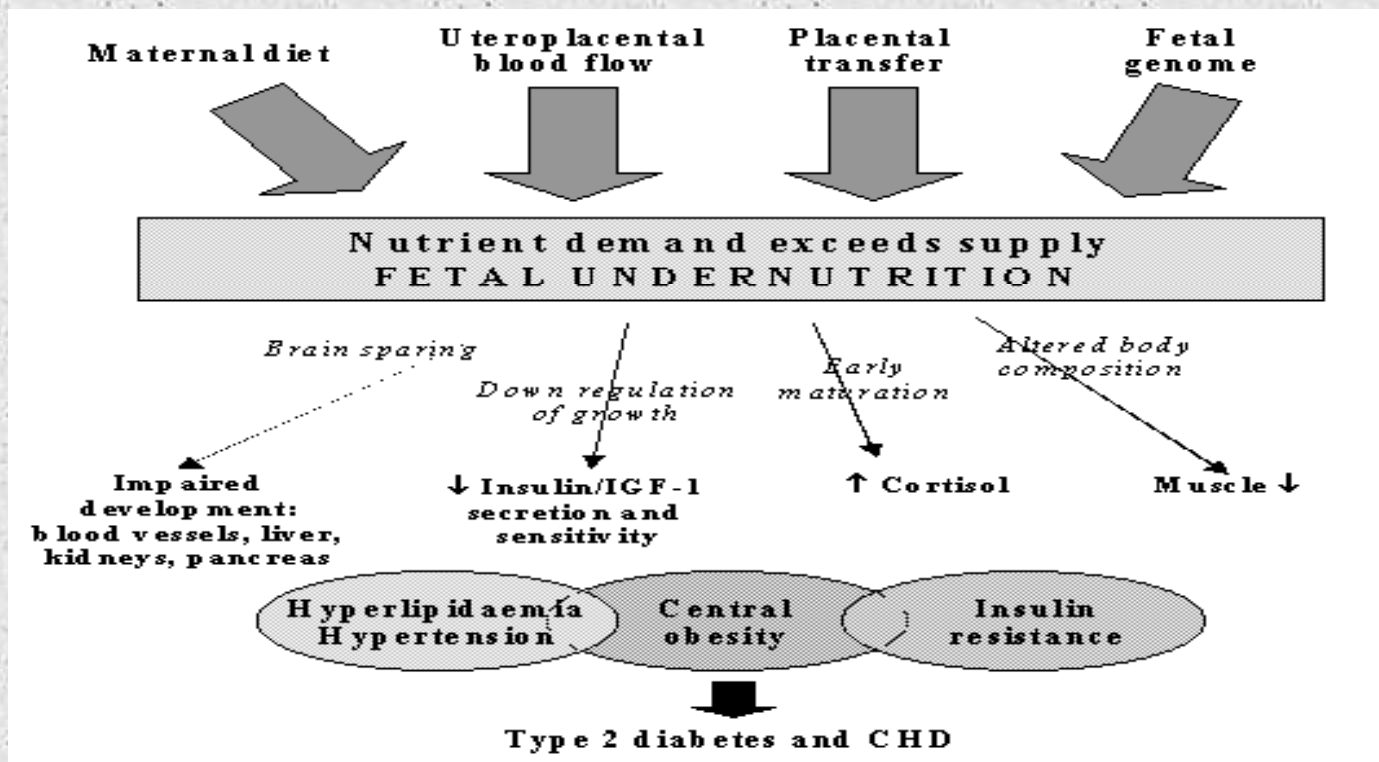 Maternal diet
Uteroplacental
blood flow
Placental
transfer
Fetal
genome
Nutrient demand exceeds supply
FETAL UNDERNUTRITION
Brain sparing
Down regulation
of growth
Early
maturation
Altered body
composition
Impaired
development:
blood vessels, liver,
kidneys, pancreas
↓ Insulin/IGF-1
secretion and
sensitivity
↑ Cortisol
Muscle ↓
Hyperlipidaemia
Hypertension
Central
obesity
Insulin
resistance
Type 2 diabetes and CHD